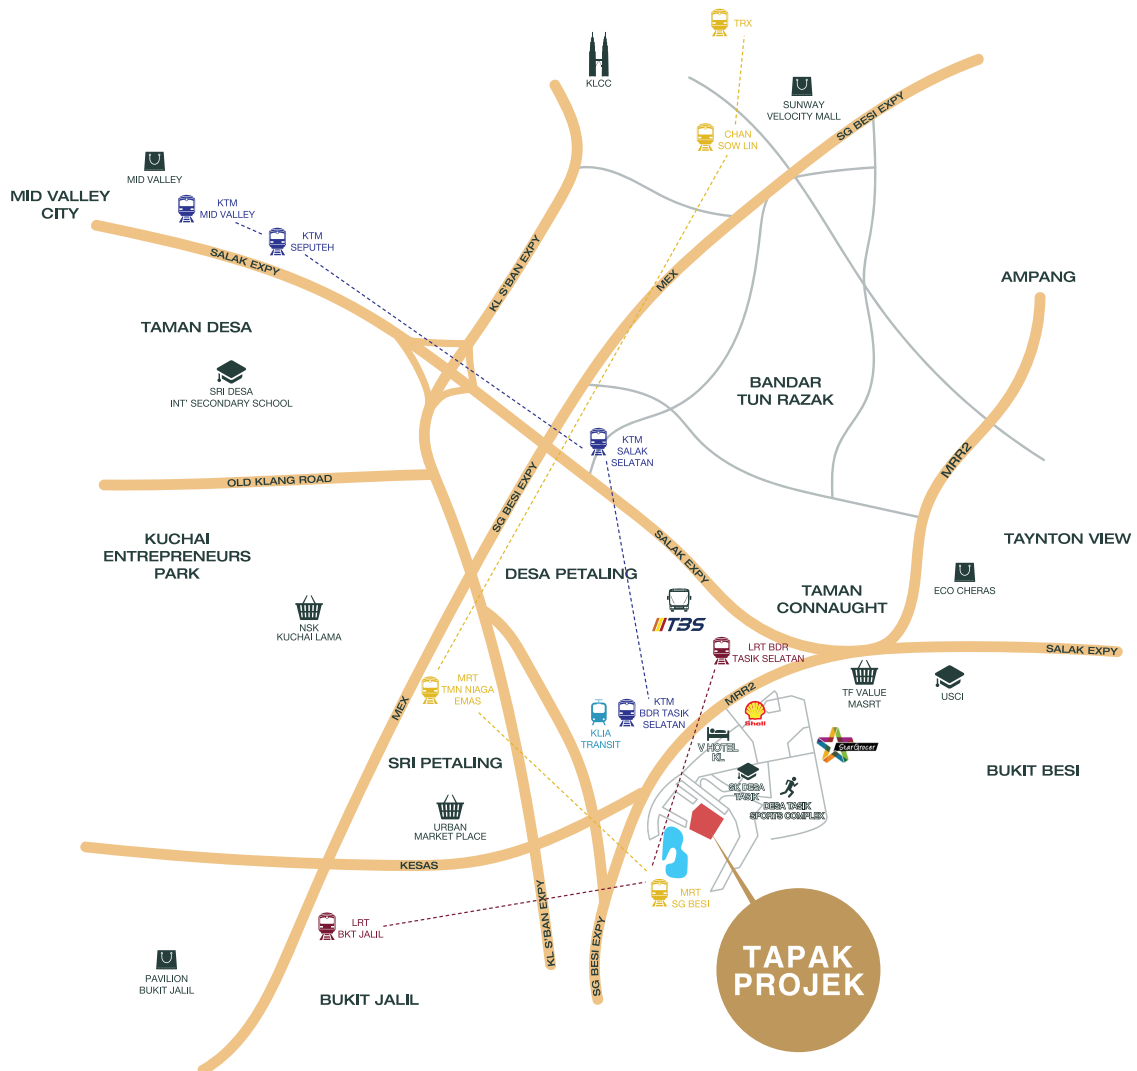 TRX
KLCC
SUNWAY
VELOCITY MALL
SG BESI EXPY
CHAN
SOW LIN
MID VALLEY
MID VALLEY
CITY
KTM
MID VALLEY
KTM
SEPUTEH
SALAK EXPY
KL S'BAN EXPY
MEX
AMPANG
TAMAN DESA
SRI DESA
INT' SECONDARY SCHOOL
BANDAR
TUN RAZAK
KTM
SALAK
SELATAN
MRR2
OLD KLANG ROAD
SG BESI EXPY
KUCHAI
ENTREPRENEURS
PARK
SALAK EXPY
TAYNTON VIEW
DESA PETALING
TAMAN
CONNAUGHT
ECO CHERAS
NSK
KUCHAI LAMA
TBS
LRT BDR
TASIK SELATAN
SALAK EXPY
MRT
TMN NIAGA
EMAS
MEX
KTM
BDR TASIK
SELATAN
KLIA
TRANSIT
MRR2
TF VALUE
MASRT
USCI
Shell
V HOTEL
KL
StarGrocer
SRI PETALING
SK DESA
TASIK
DESA TASIK
SPORTS COMPLEX
BUKIT BESI
URBAN
MARKET PLACE
KESAS
MRT
SG BESI
LRT
BKT JALIL
KL S'BAN EXPY
SG BESI EXPY
TAPAK
PROJEK
PAVILION
BUKIT JALIL
BUKIT JALIL